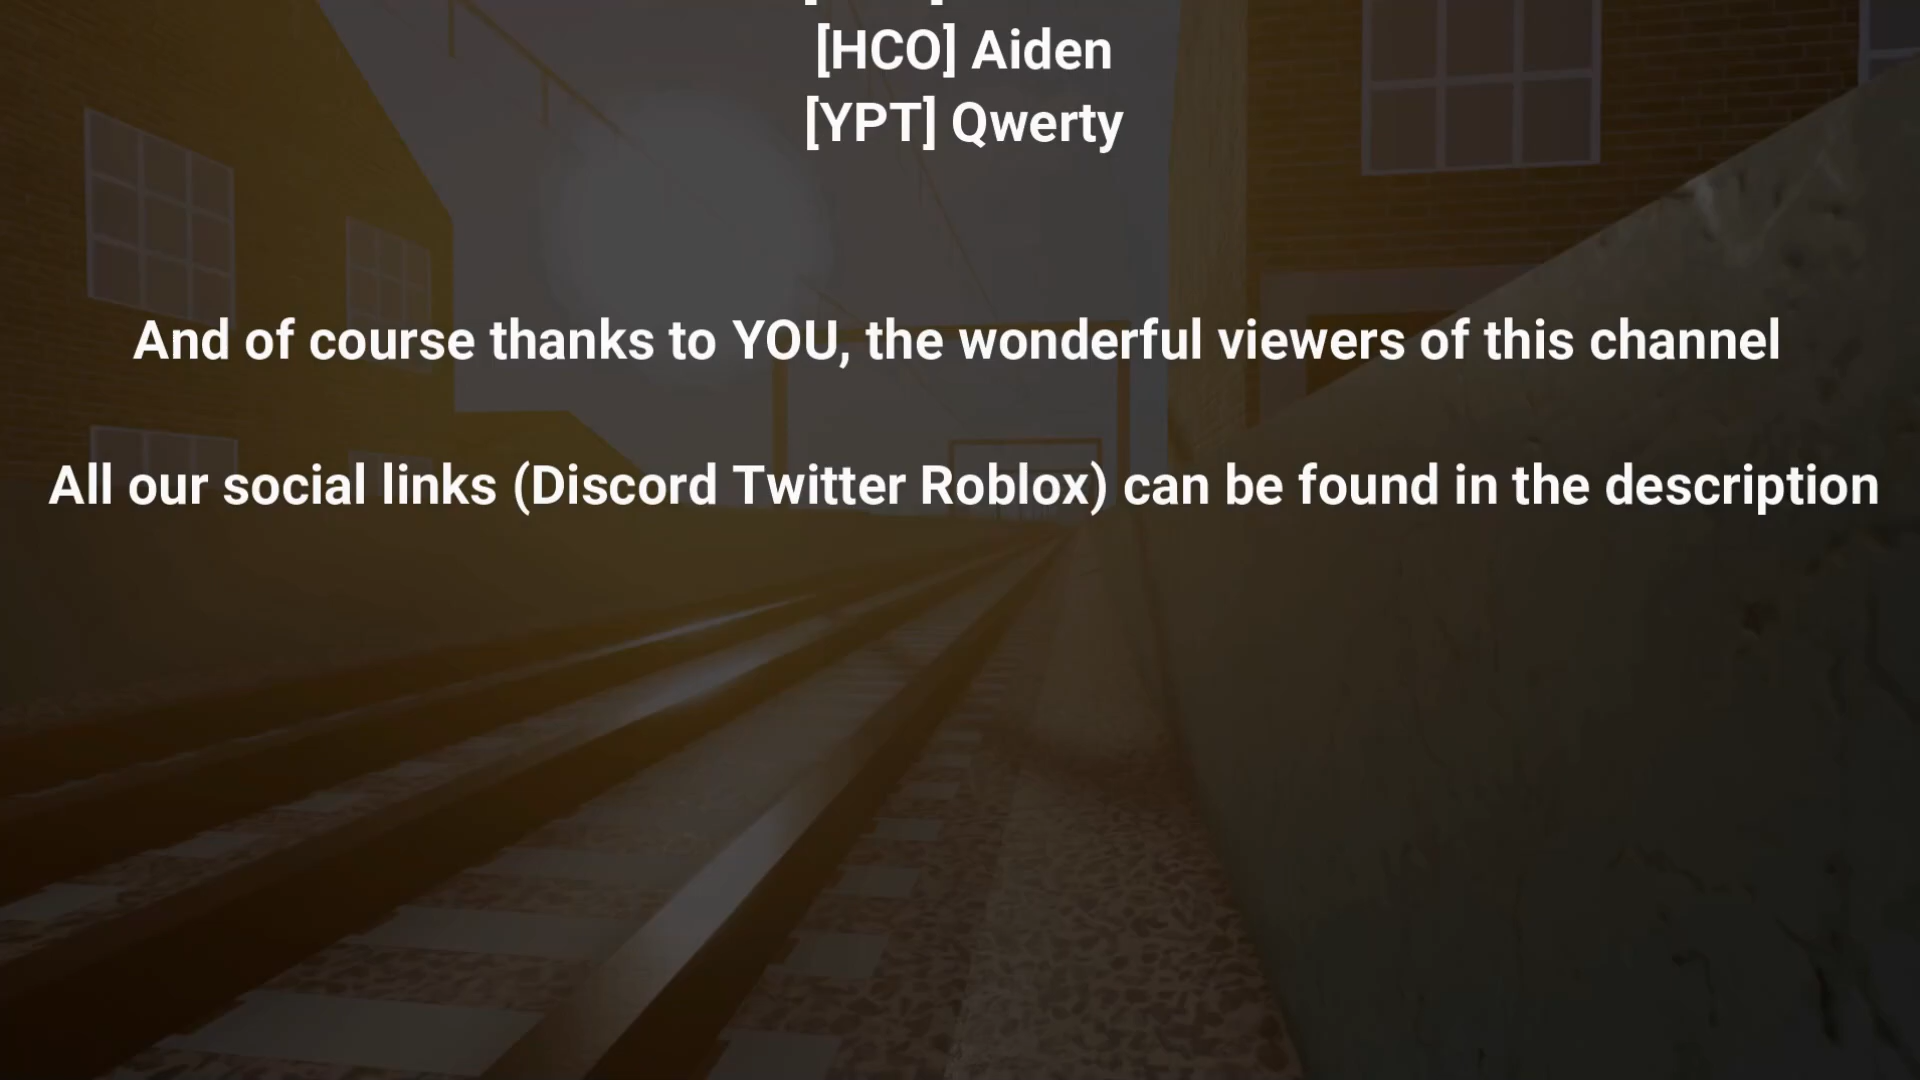 [HCO] Aiden
[YPT] Qwerty
And of course thanks to YOU, the wonderful viewers of this channel
All our social links (Discord Twitter Roblox) can be found in the description